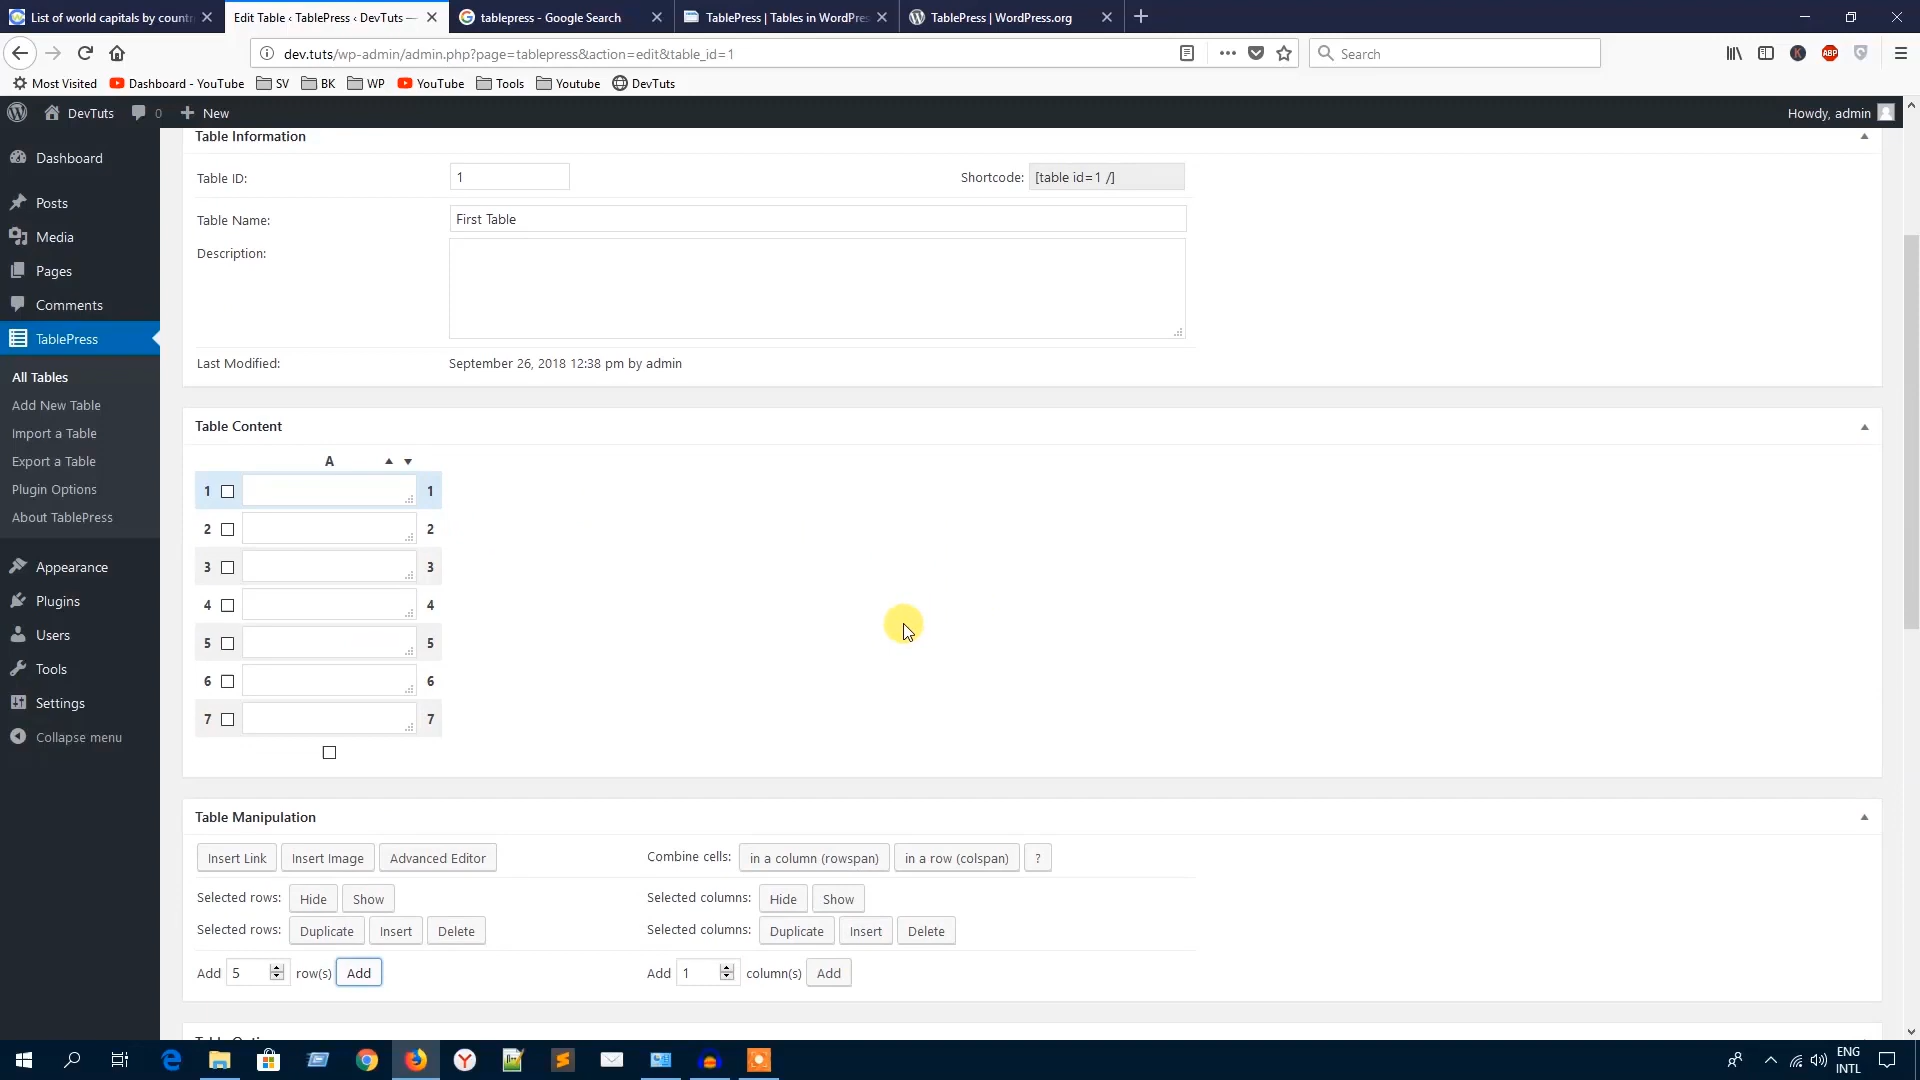 List of world capitals by countr
Edit Table ‹ TablePress ‹ DevTuts —
tablepress - Google Search
TablePress | Tables in WordPre
TablePress | WordPress.org
dev.tuts/wp-admin/admin.php?page=tablepress&action=edit&table_id=1
Search
Most Visited
Dashboard - YouTube
SV
BK
WP
YouTube
Tools
Youtube
DevTuts
DevTuts
0
New
Howdy, admin
Dashboard
Posts
Media
Pages
Comments
TablePress
All Tables
Add New Table
Import a Table
Export a Table
Plugin Options
About TablePress
Appearance
Plugins
Users
Tools
Settings
Collapse menu
Table Information
Table ID:
1
Shortcode:
[table id=1 /]
Table Name:
First Table
Description:
Last Modified:
September 26, 2018 12:38 pm by admin
Table Content
A
1 1
2 2
3 3
4 4
5 5
6 6
7 7
Table Manipulation
Insert Link
Insert Image
Advanced Editor
Combine cells:
in a column (rowspan)
in a row (colspan)
?
Selected rows:
Hide
Show
Selected columns:
Hide
Show
Selected rows:
Duplicate
Insert
Delete
Selected columns:
Duplicate
Insert
Delete
Add 5 row(s) Add
Add 1 column(s) Add
ENG
INTL